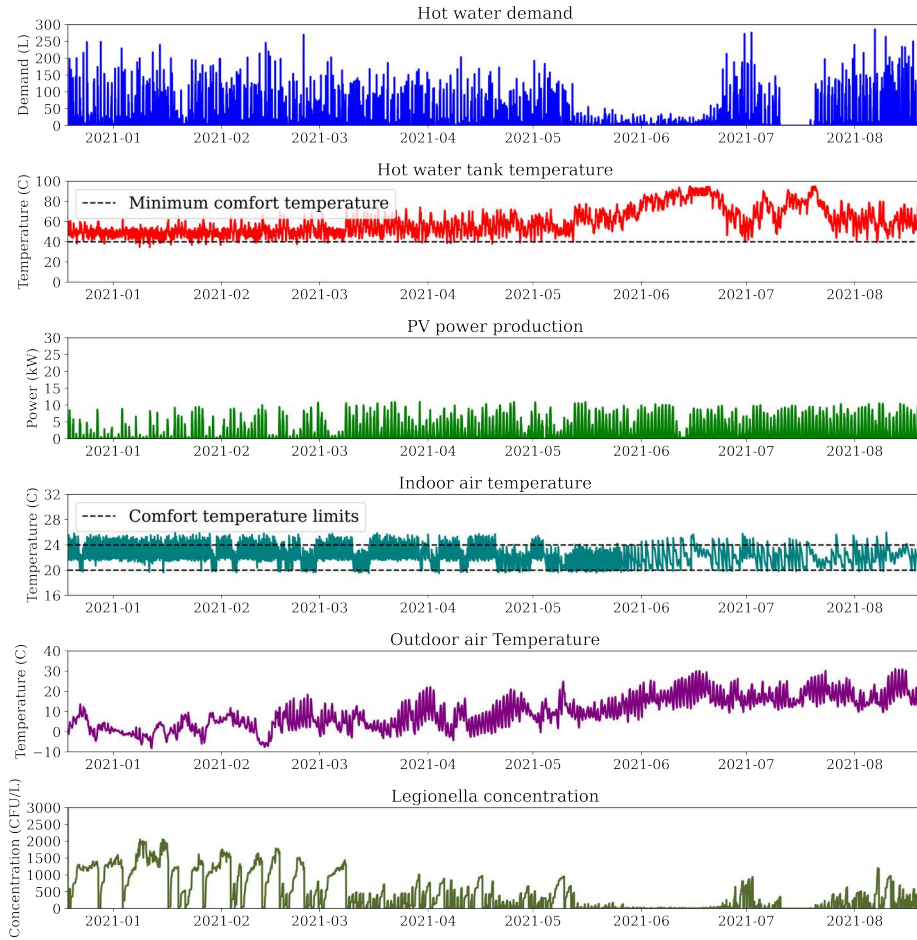 Hot water demand
Demand (L)
300
250
200
150
100
50
0
2021-01 2021-02 2021-03 2021-04 2021-05 2021-06 2021-07 2021-08
Hot water tank temperature
Temperature (C)
100
80
60
40
20
0
Minimum comfort temperature
2021-01 2021-02 2021-03 2021-04 2021-05 2021-06 2021-07 2021-08
PV power production
Power (kW)
30
25
20
15
10
5
0
2021-01 2021-02 2021-03 2021-04 2021-05 2021-06 2021-07 2021-08
Indoor air temperature
Temperature (C)
32
28
24
20
16
Comfort temperature limits
2021-01 2021-02 2021-03 2021-04 2021-05 2021-06 2021-07 2021-08
Outdoor air Temperature
Temperature (C)
40
30
20
10
0
−10
2021-01 2021-02 2021-03 2021-04 2021-05 2021-06 2021-07 2021-08
Legionella concentration
Concentration (CFU/L)
3000
2500
2000
1500
1000
500
0
2021-01 2021-02 2021-03 2021-04 2021-05 2021-06 2021-07 2021-08